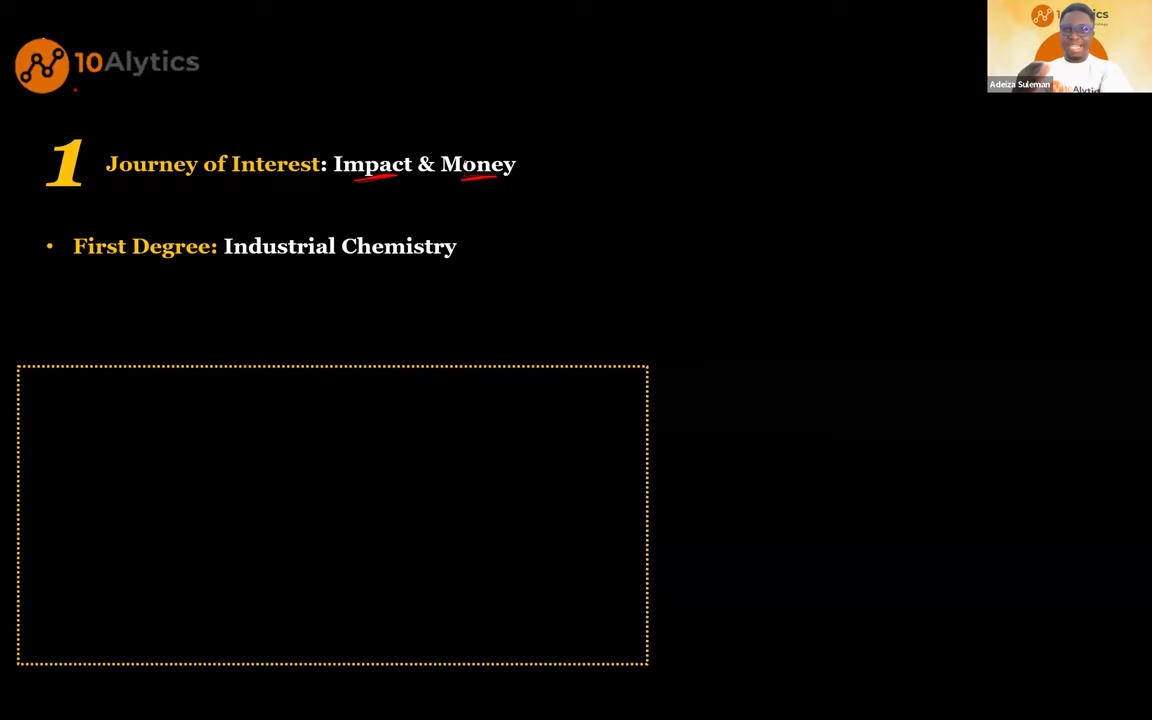 10Alytics
Adeiza Suleman
1
Journey of Interest: Impact & Money
• First Degree: Industrial Chemistry